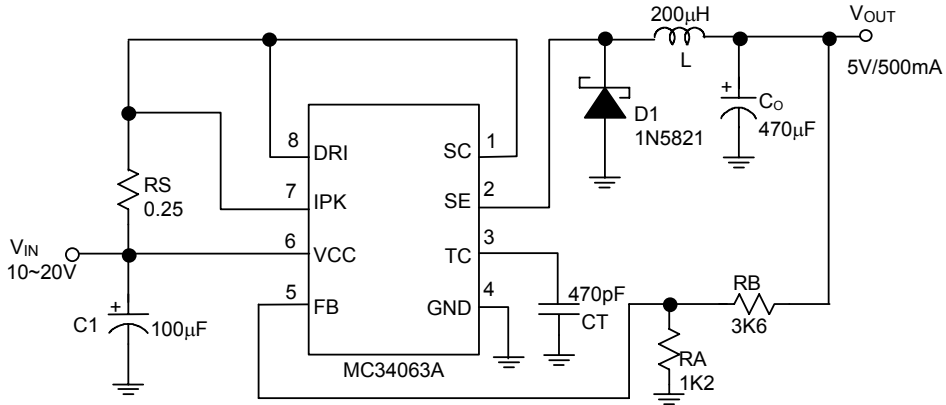 200µH
L
VOUT
5V/500mA
D1
1N5821
CO
470µF
RS
0.25
VIN
10~20V
C1
100µF
8
DRI
7
IPK
6
VCC
5
FB
SC
1
SE
2
TC
3
GND
4
MC34063A
470pF
CT
RB
3K6
RA
1K2